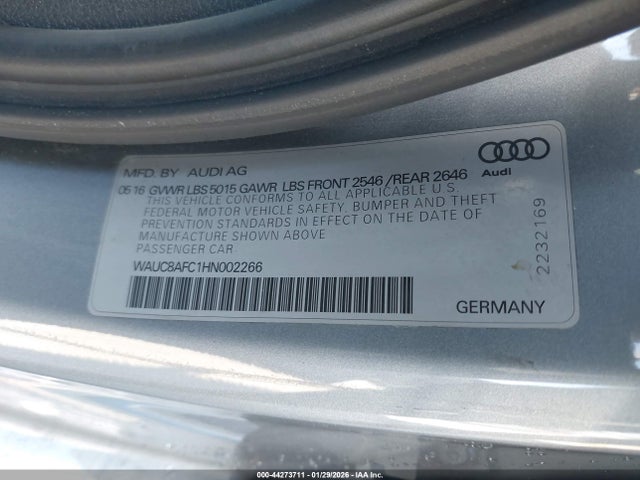 MFD. BY AUDI AG
Audi
05 16 GVWR LBS 5015 GAWR LBS FRONT 2546 /REAR 2646
THIS VEHICLE CONFORMS TO ALL APPLICABLE U.S.
FEDERAL MOTOR VEHICLE SAFETY, BUMPER AND THEFT
PREVENTION STANDARDS IN EFFECT ON THE DATE OF
MANUFACTURE SHOWN ABOVE
PASSENGER CAR
WAUC8AFC1HN002266
2232169
GERMANY
000-44273711 - 01/29/2026 - IAA Inc.